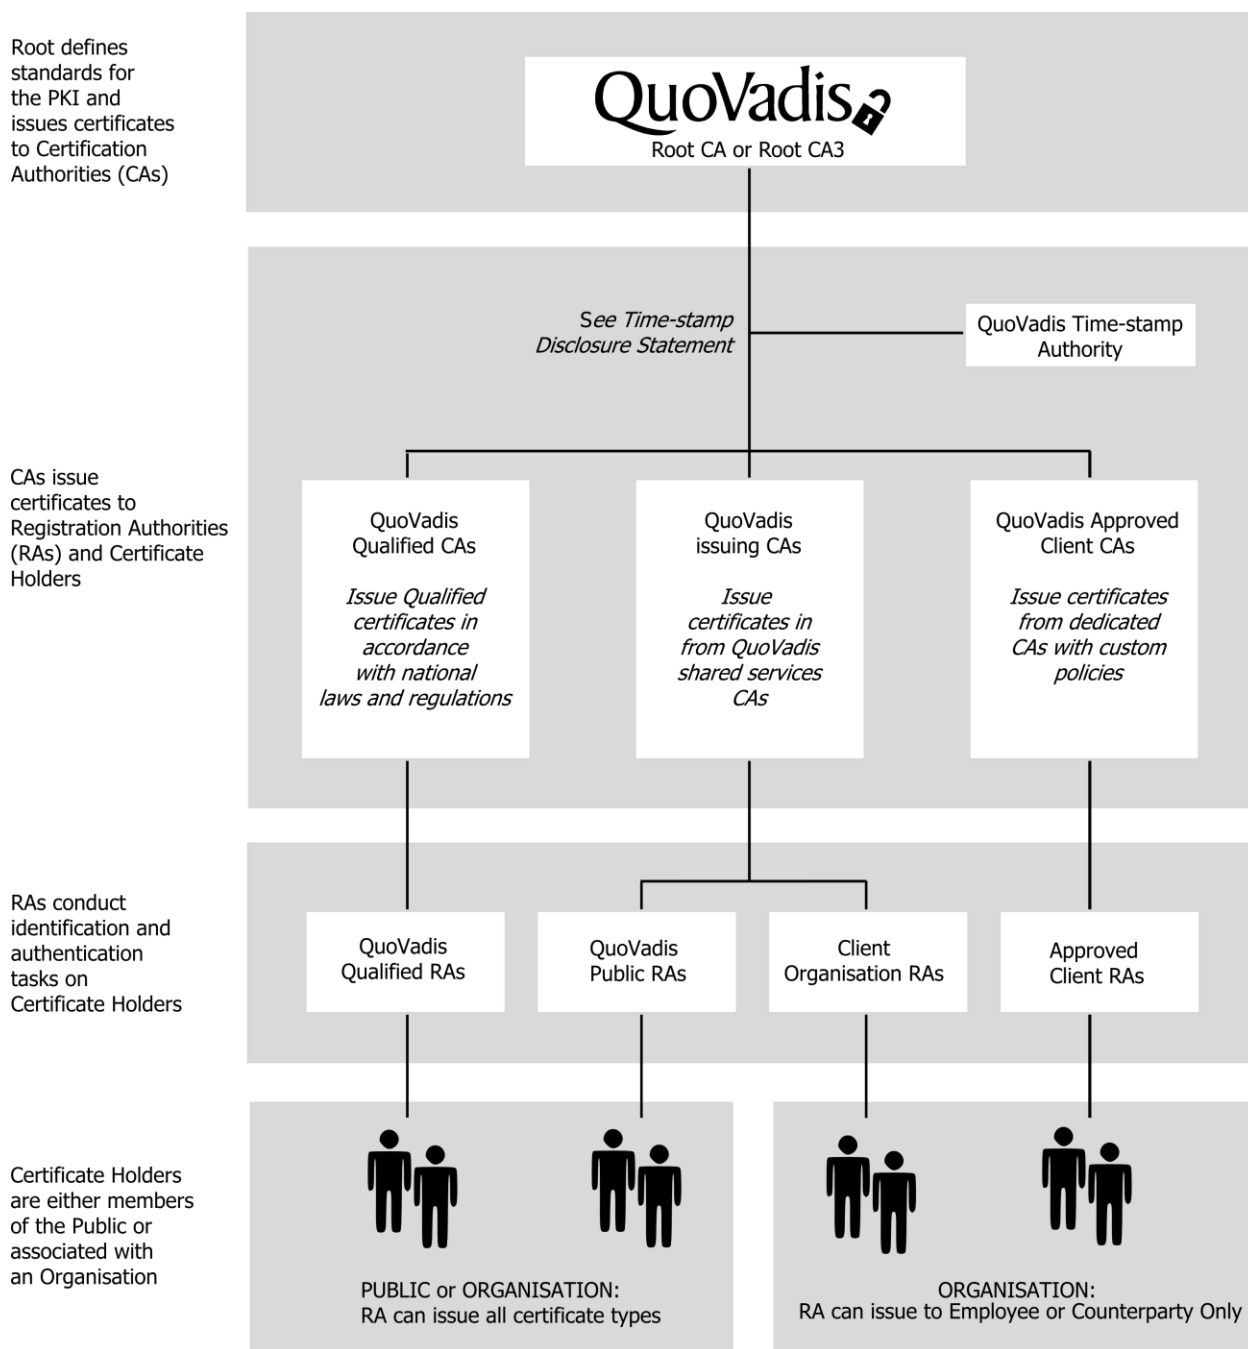 Root defines
standards for
the PKI and
issues certificates
to Certification
Authorities (CAs)
QuoVadis
Root CA or Root CA3
See Time-stamp
Disclosure Statement
QuoVadis Time-stamp
Authority
CAs issue
certificates to
Registration Authorities
(RAs) and Certificate
Holders
QuoVadis
Qualified CAs
Issue Qualified
certificates in
accordance
with national
laws and regulations
QuoVadis
issuing CAs
Issue
certificates in
from QuoVadis
shared services
CAs
QuoVadis Approved
Client CAs
Issue certificates
from dedicated
CAs with custom
policies
RAs conduct
identification and
authentication
tasks on
Certificate Holders
QuoVadis
Qualified RAs
QuoVadis
Public RAs
Client
Organisation RAs
Approved
Client RAs
Certificate Holders
are either members
of the Public or
associated with
an Organisation
PUBLIC or ORGANISATION:
RA can issue all certificate types
ORGANISATION:
RA can issue to Employee or Counterparty Only